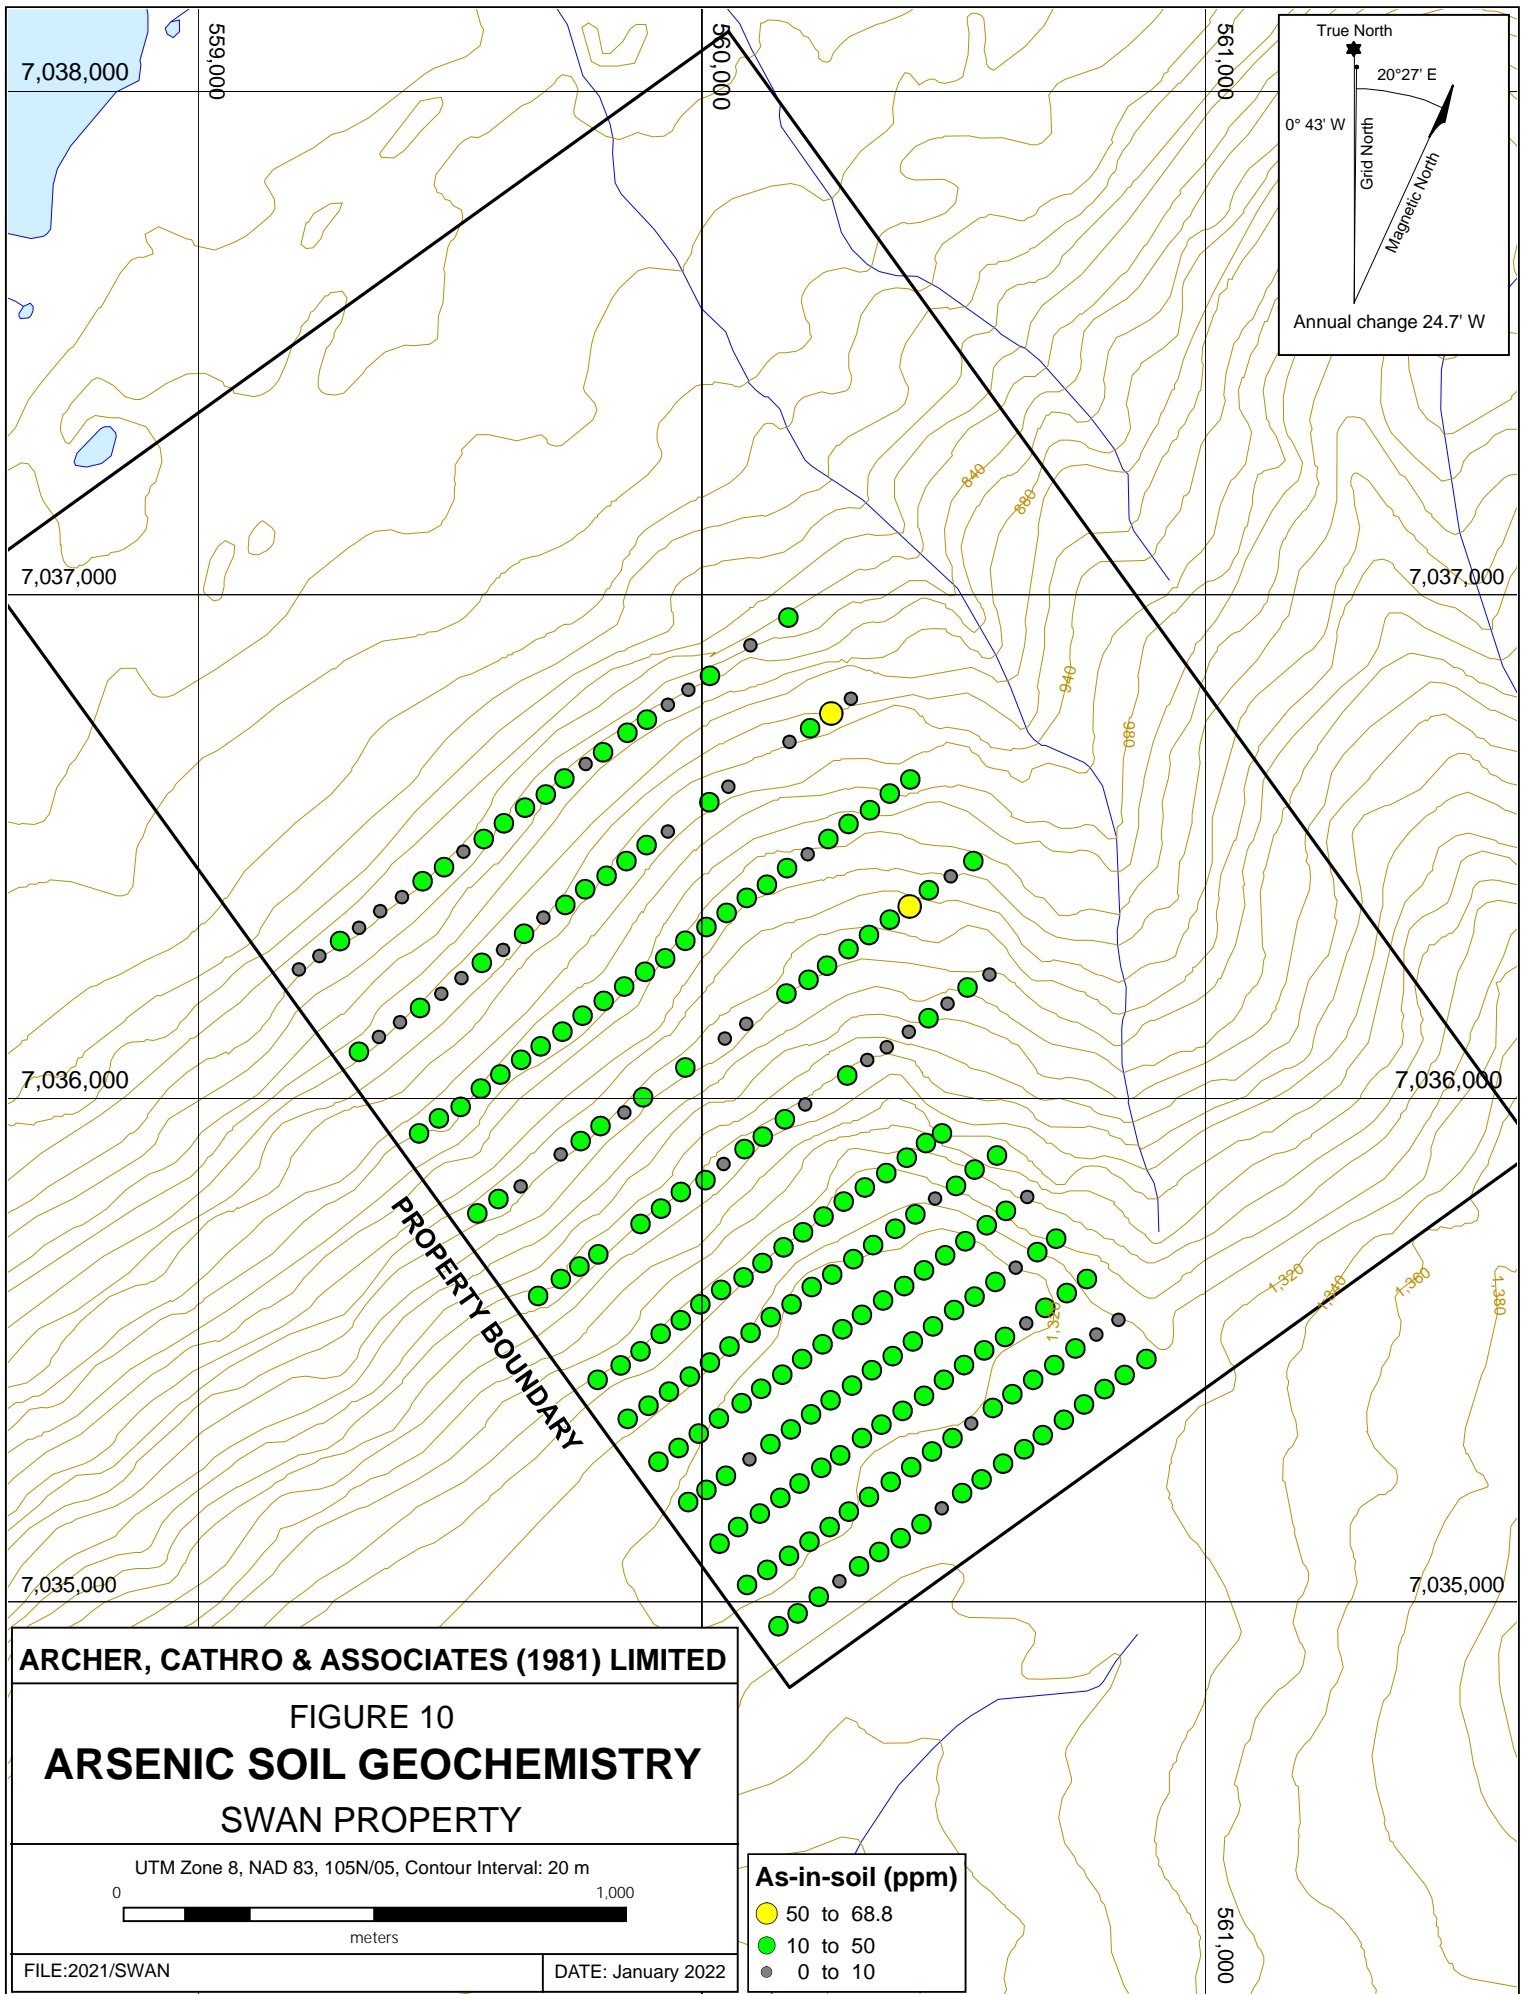 559,000
560,000
561,000
7,038,000
True North
20°27' E
0° 43' W
Grid North
Magnetic North
Annual change 24.7' W
840
880
7,037,000
7,037,000
940
980
7,036,000
7,036,000
PROPERTY BOUNDARY
1,320
1,340
1,360
1,380
1,320
7,035,000
7,035,000
ARCHER, CATHRO & ASSOCIATES (1981) LIMITED
FIGURE 10
ARSENIC SOIL GEOCHEMISTRY
SWAN PROPERTY
UTM Zone 8, NAD 83, 105N/05, Contour Interval: 20 m
0 1,000
meters
FILE:2021/SWAN
DATE: January 2022
As-in-soil (ppm)
50 to 68.8
10 to 50
0 to 10
561,000